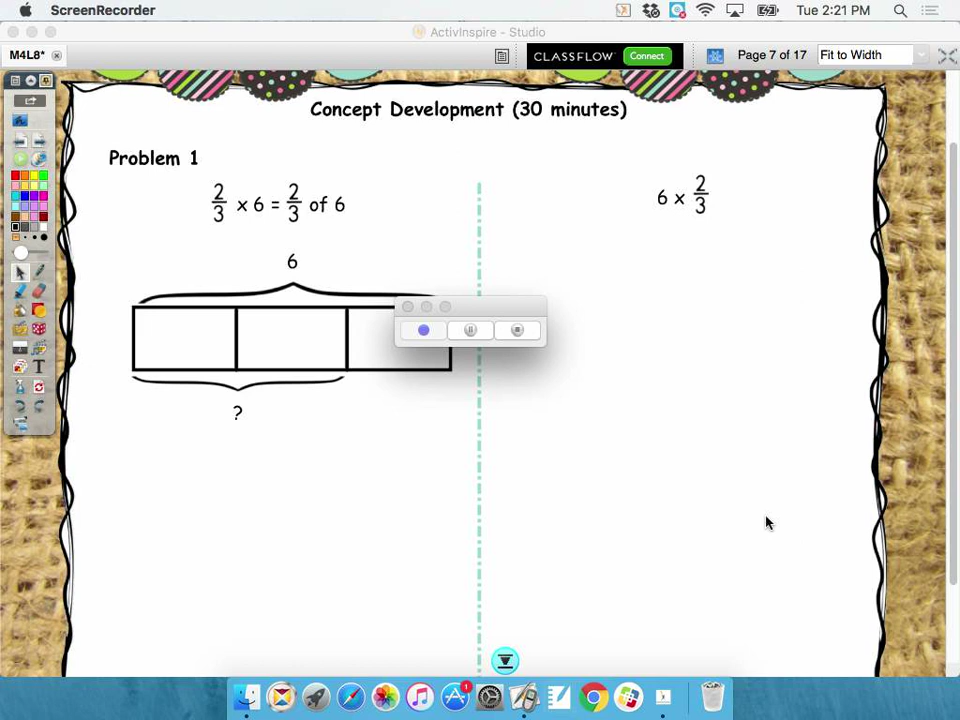 ScreenRecorder
Tue 2:21 PM
ActivInspire - Studio
M4L8*
CLASSFLOW Connect
Page 7 of 17
Fit to Width
Concept Development (30 minutes)
Problem 1
2/3 x 6 = 2/3 of 6
6 x 2/3
6
?
T
1